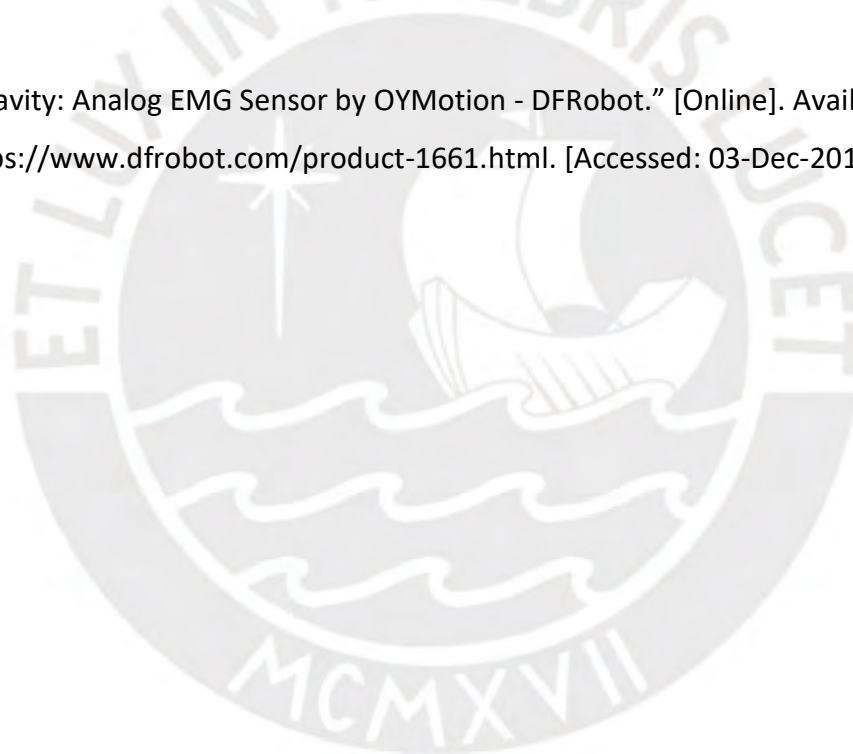 avity: Analog EMG Sensor by OYMotion - DFRobot.” [Online]. Avail
ps://www.dfrobot.com/product-1661.html. [Accessed: 03-Dec-201
ET LUX IN TENEBRIS LUCET
MCMXVII